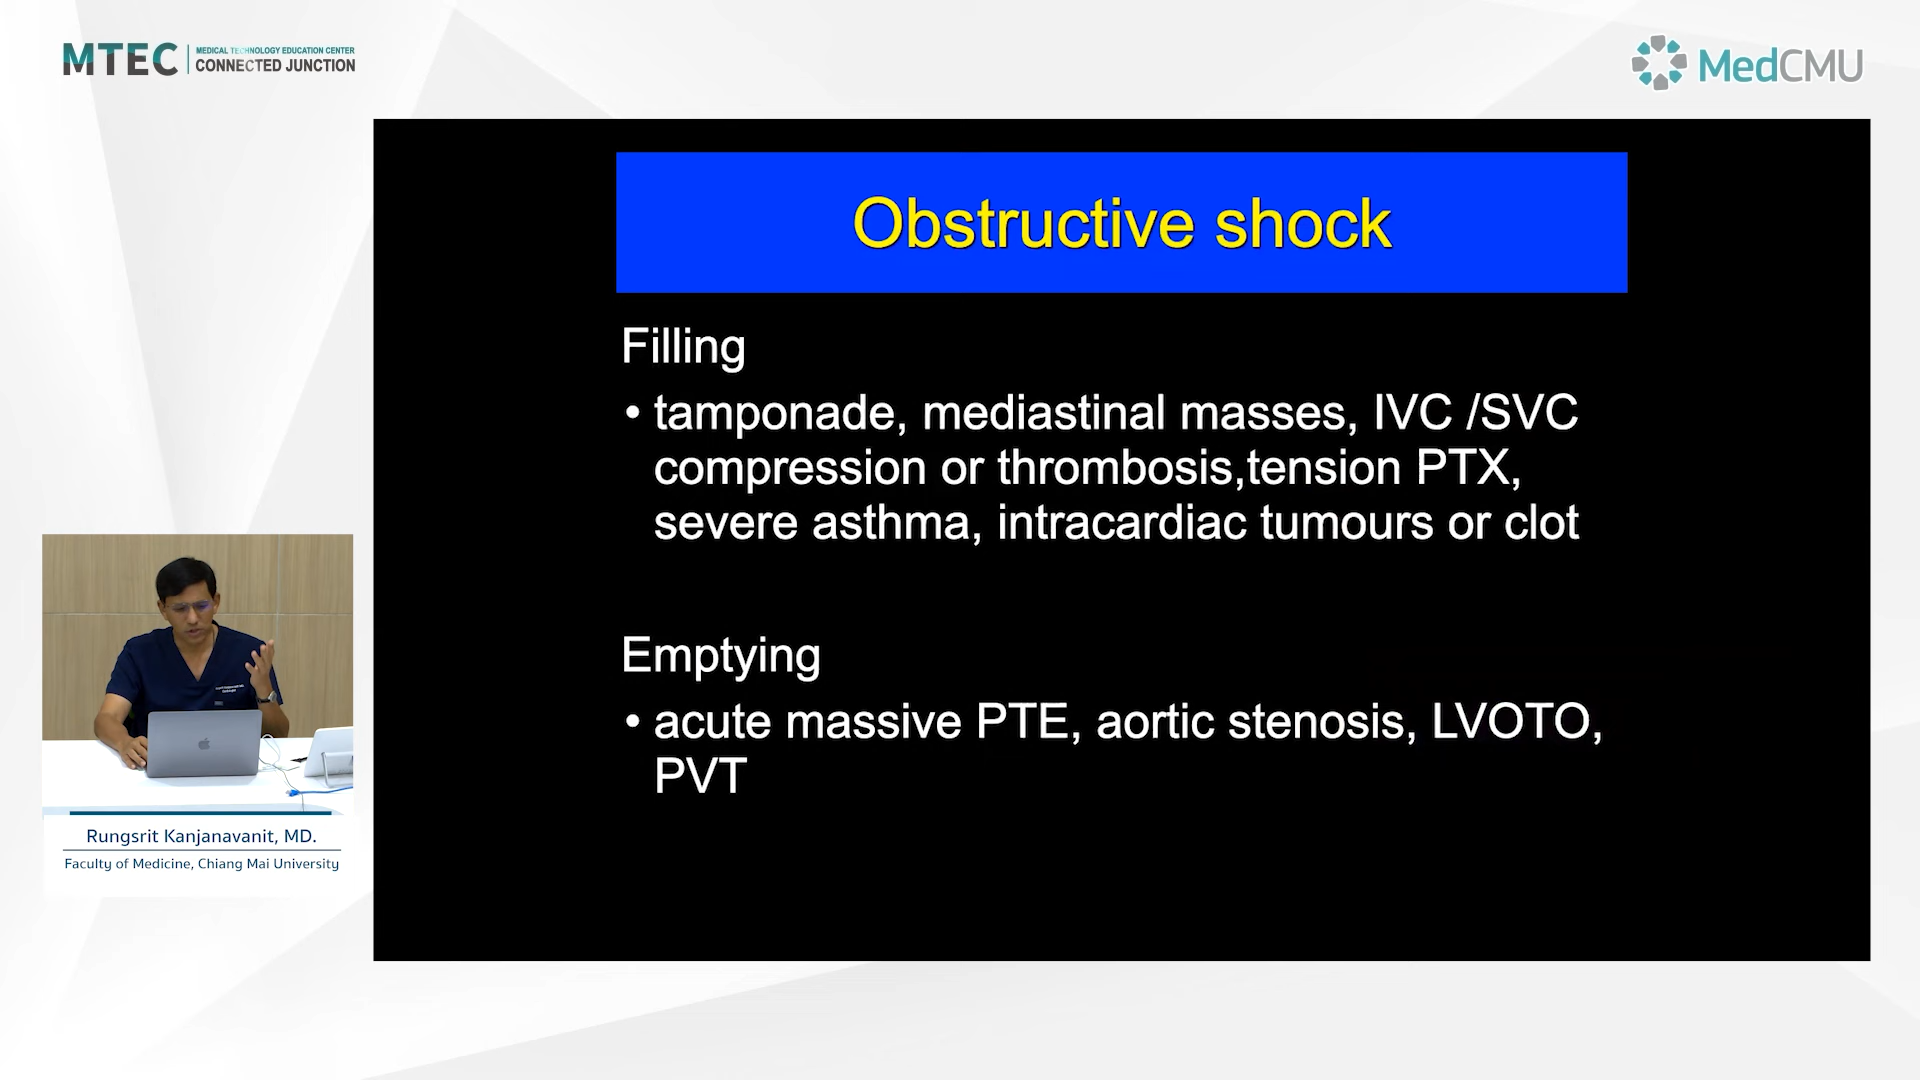 MTEC
MEDICAL TECHNOLOGY EDUCATION CENTER
CONNECTED JUNCTION
MedCMU
Obstructive shock
Filling
• tamponade, mediastinal masses, IVC /SVC
compression or thrombosis,tension PTX,
severe asthma, intracardiac tumours or clot
Emptying
• acute massive PTE, aortic stenosis, LVOTO,
PVT
Rungsrit Kanjanavanit, MD.
Faculty of Medicine, Chiang Mai University